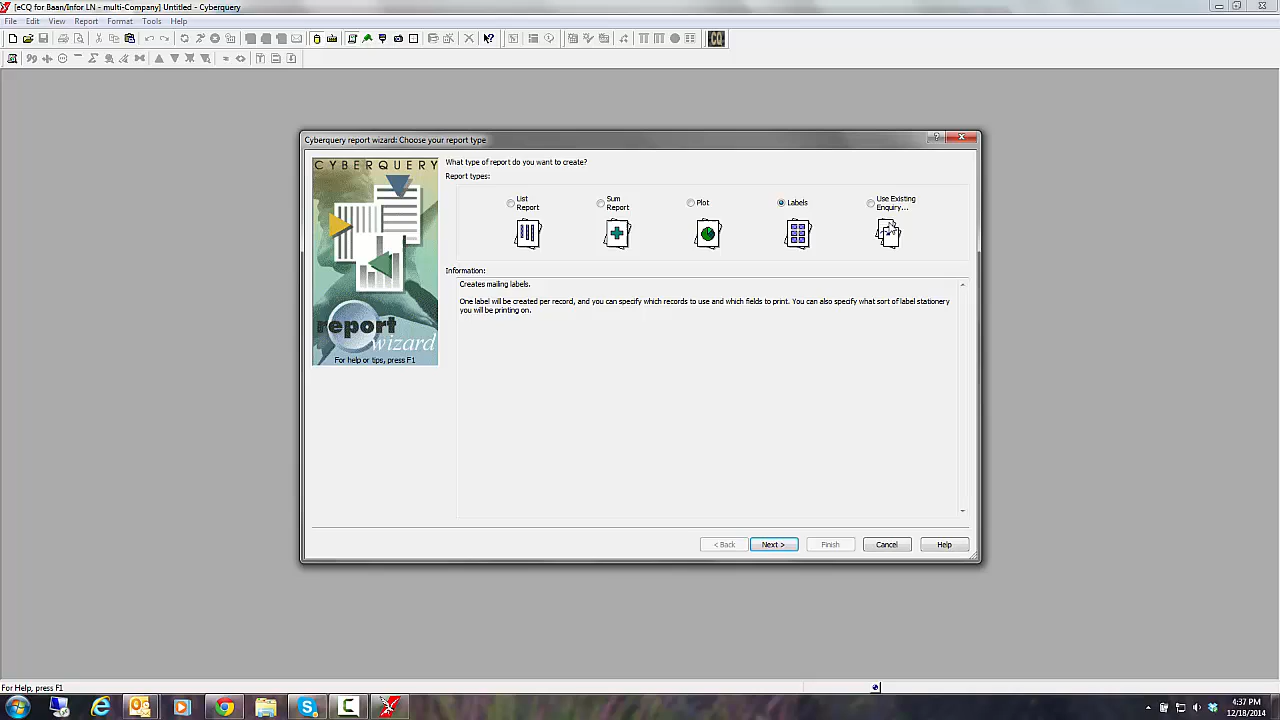 [eCQ for Baan/Infor LN - multi-Company] Untitled - Cyberquery
File Edit View Report Format Tools Help
CQ
Cyberquery report wizard: Choose your report type
CYBERQUERY
report
wizard
For help or tips, press F1
What type of report do you want to create?
Report types:
List
Report
Sum
Report
Plot
Labels
Use Existing
Enquiry...
Information:
Creates mailing labels.
One label will be created per record, and you can specify which records to use and which fields to print. You can also specify what sort of label stationery
you will be printing on.
< Back Next > Finish Cancel Help
For Help, press F1
4:37 PM
12/18/2014